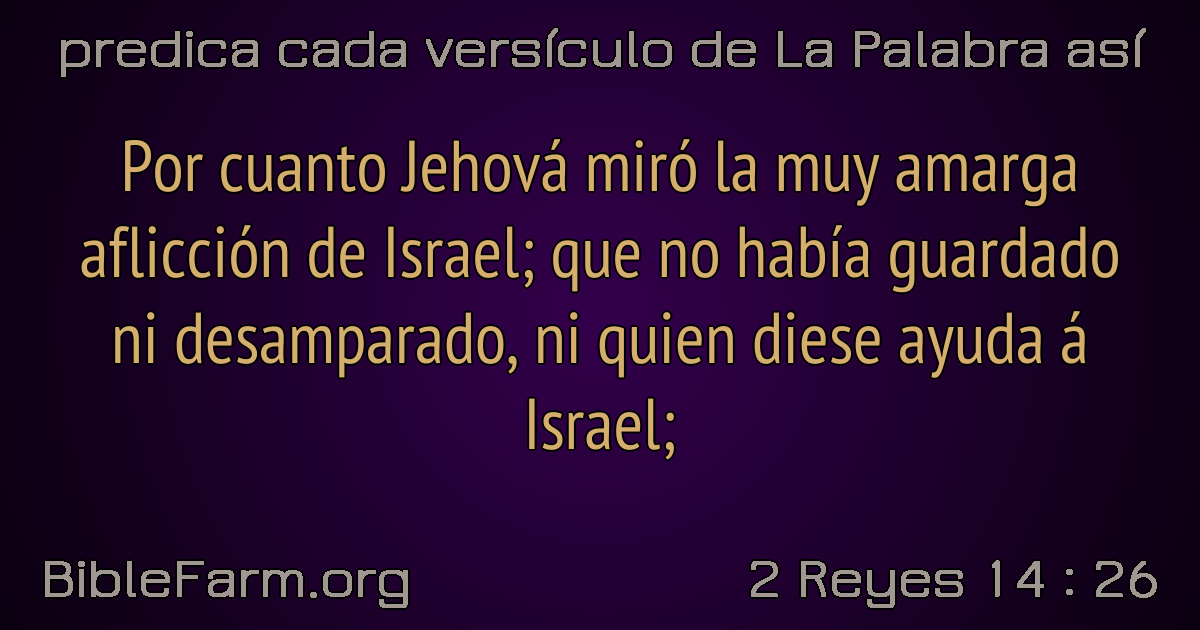 predica cada versículo de La Palabra así
Por cuanto Jehová miró la muy amarga
aflicción de Israel; que no había guardado
ni desamparado, ni quien diese ayuda á
Israel;
BibleFarm.org
2 Reyes 14 : 26